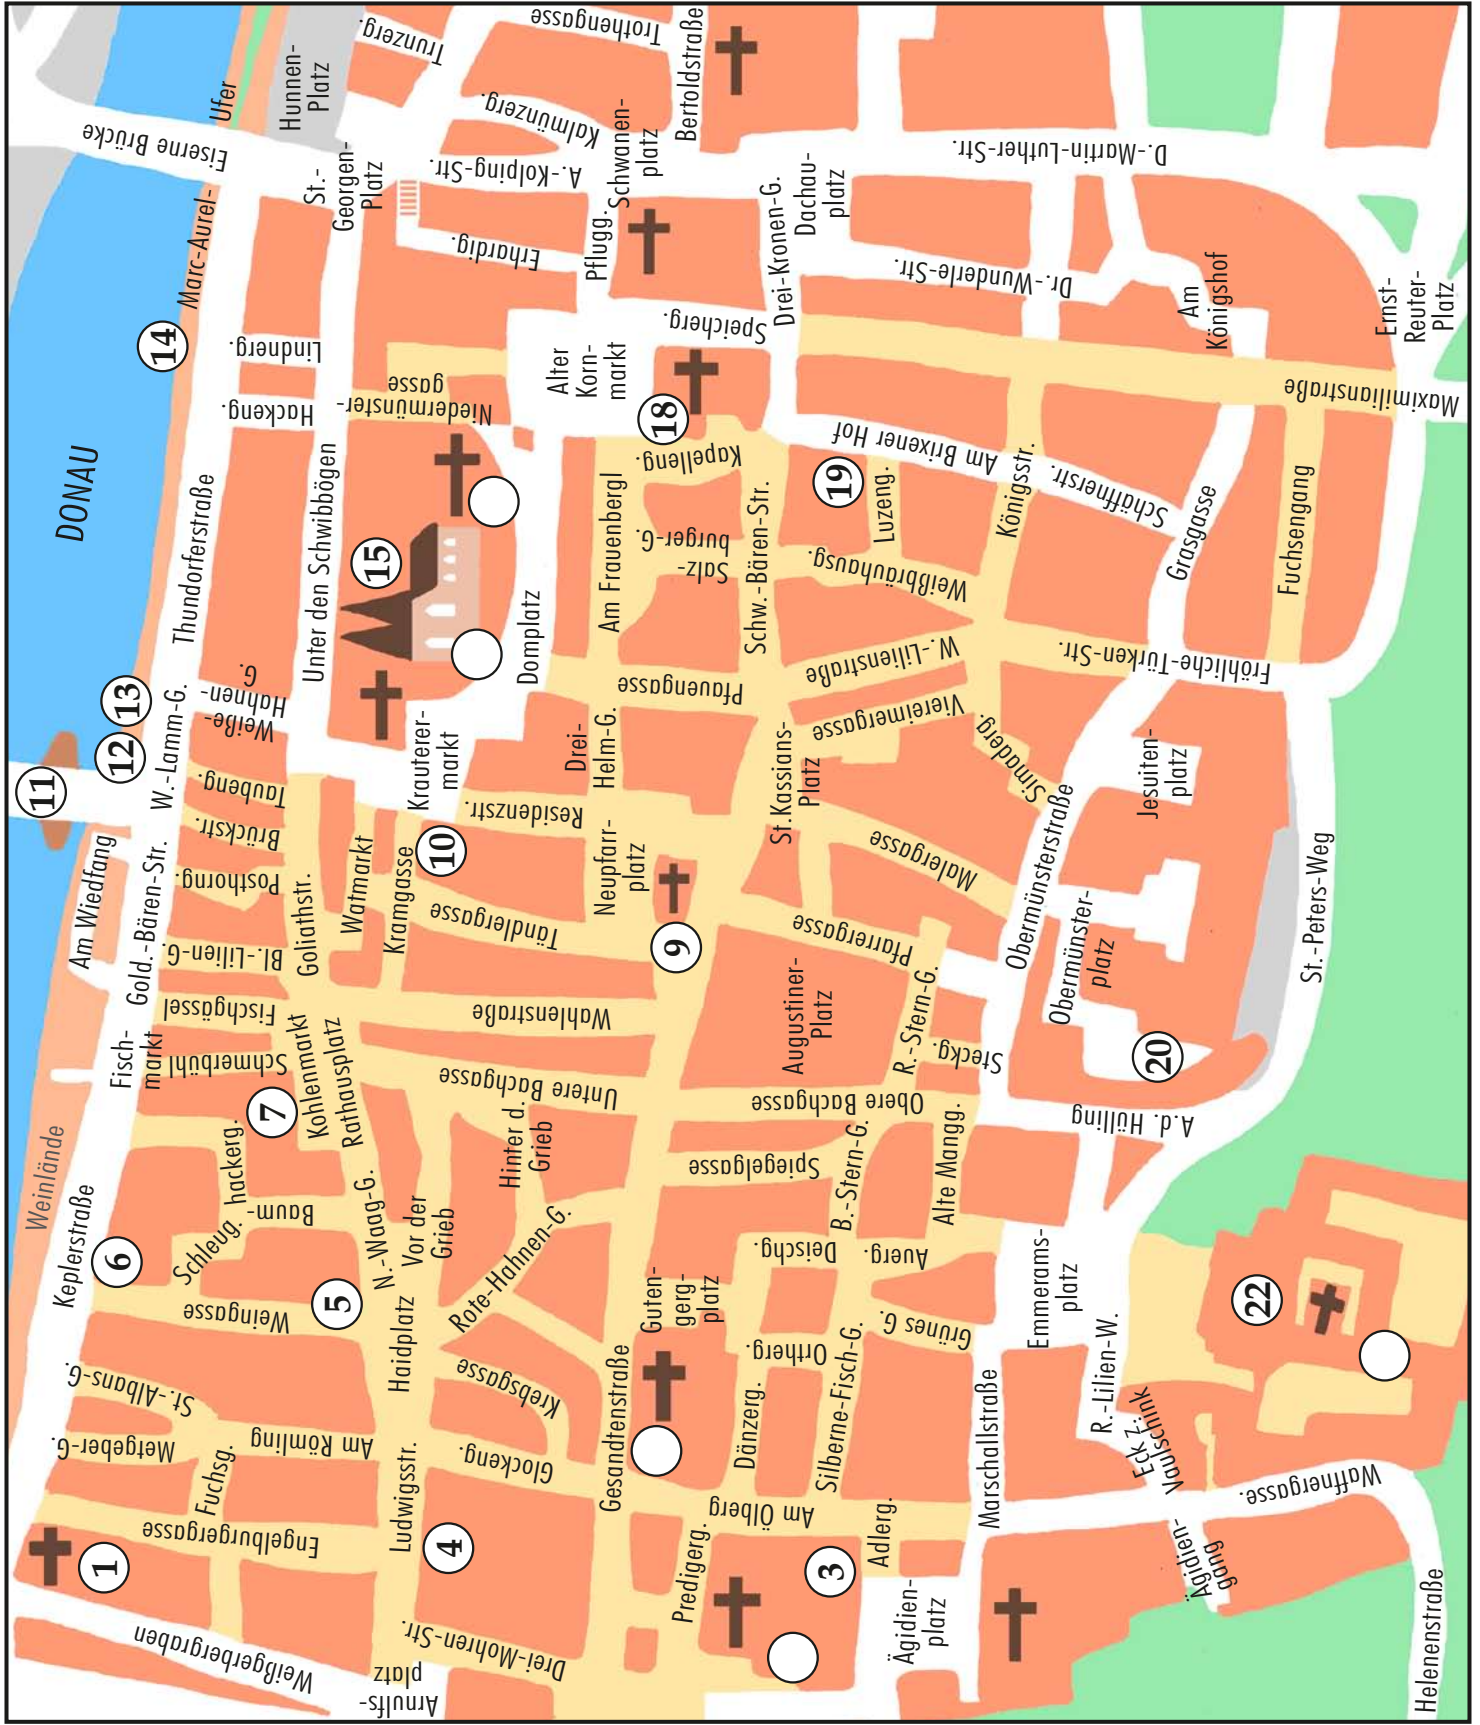 DONAU
Weinlände
Keplerstraße
Fisch-
markt
Am Wiedfang
Gold.-Bären-Str.
W.-Lamm-G.
Thundorferstraße
Marc-Aurel-
Ufer
Eiserne Brücke
Hunnen-
Platz
St.-
Georgen-
Platz
Trunzerg.
Trothengasse
Bertoldstraße
Kalmünzerg.
A.-Kolping-Str.
Schwanen-
platz
Pflugg.
Erhardig.
Lindnerg.
Hackeng.
Unter den Schwibbögen
Niedermünster-
gasse
Alter
Korn-
markt
Speicherg.
Drei-Kronen-G.
Dachau-
platz
D.-Martin-Luther-Str.
Dr.-Wunderle-Str.
Am
Königshof
Ernst-
Reuter-
Platz
Maximilianstraße
Am Brixener Hof
Kapelleng.
Luzeng.
Königsstr.
Schäffnerstr.
Grasgasse
Fuchsengang
Am Frauenbergl
Salz-
burger-G.
Schw.-Bären-Str.
Weißbräuhausg.
Domplatz
Weiße-
Hahnen-
G.
Taubeng.
Brückstr.
Posthorng.
Bl.-Lilien-G.
Fischgässel
Schmerbühl
Goliathstr.
Watmarkt
Kramgasse
Krauterer-
markt
Residenzstr.
Tändlergasse
Drei-
Helm-G.
Neupfarr-
platz
Pfauengasse
W.-Lilienstraße
Viereimergasse
Fröhliche-Türken-Str.
Simaderg.
St.Kassians-
Platz
Malergasse
Pfarrergasse
Jesuiten-
platz
Obermünsterstraße
Obermünster-
platz
St.-Peters-Weg
Kohlenmarkt
Rathausplatz
Wahlenstraße
Untere Bachgasse
Augustiner-
Platz
R.-Stern-G.
Steckg.
Obere Bachgasse
A.d. Hülling
Hinter d.
Grieb
Vor der
Grieb
N.-Waag-G.
Baum-
hackerg.
Schleug.
Weingasse
Haidplatz
Rote-Hahnen-G.
Krebsgasse
Spiegelgasse
B.-Stern-G.
Alte Mangg.
Deischg.
Auerg.
Guten-
gerg-
platz
Grünes G.
Emmerams-
platz
Ortherg.
Dänzerg.
Silberne-Fisch-G.
Marschallstraße
R.-Lilien-W.
Eck z.
Vaulschink
St.-Albans-G.
Metgeber-G.
Am Römling
Fuchsg.
Engelburgergasse
Ludwigsstr.
Glockeng.
Gesandtenstraße
Am Ölberg
Predigerg.
Adlerg.
Waffnergasse.
Ägidien-
gang
Ägidien-
platz
Helenenstraße
Weißgerbergraben
Arnulfs-
platz
Drei-Mohren-Str.
1
3
4
5
6
7
9
10
11
12
13
14
15
18
19
20
22